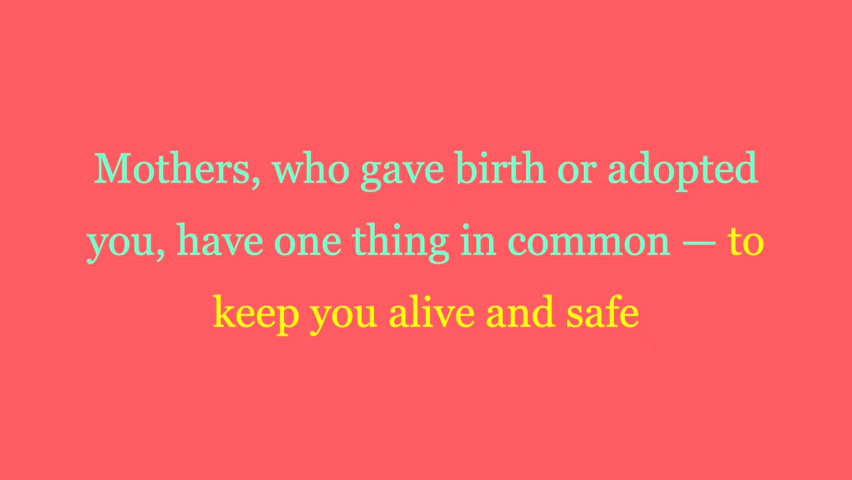 Mothers, who gave birth or adopted
you, have one thing in common — to
keep you alive and safe